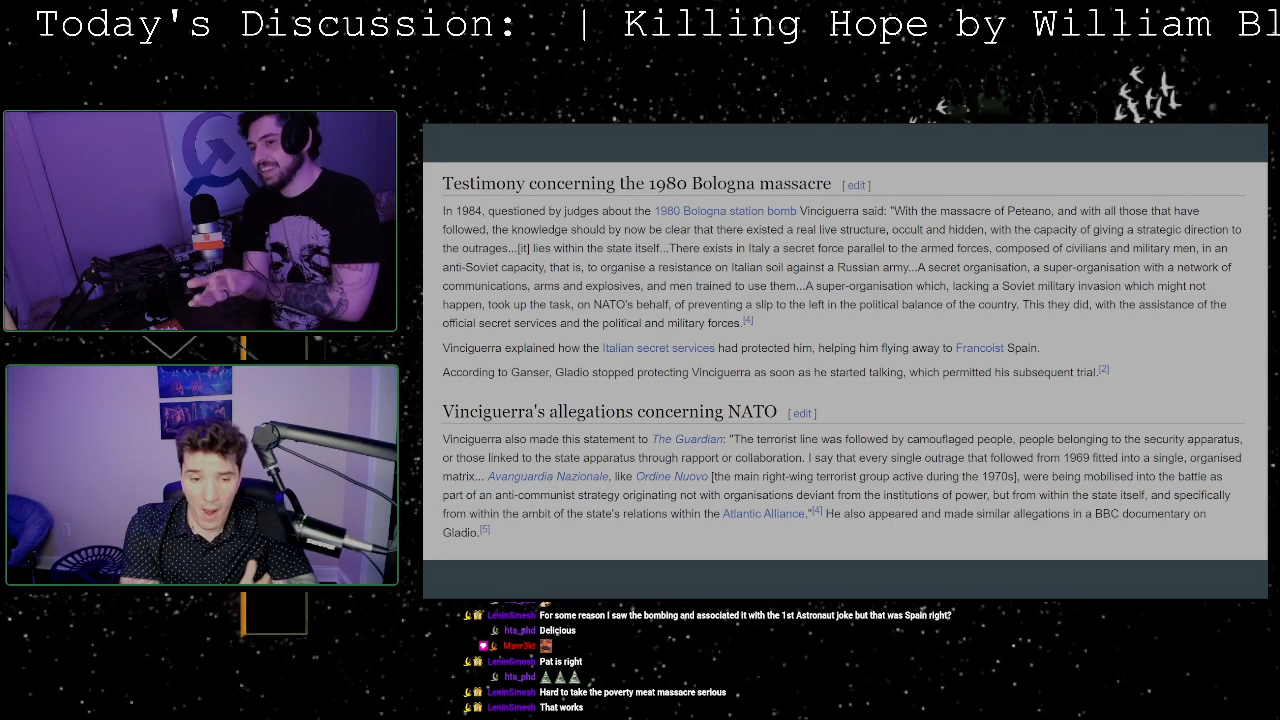 Today's Discussion: | Killing Hope by William Bl
Testimony concerning the 1980 Bologna massacre [ edit ]
In 1984, questioned by judges about the 1980 Bologna station bomb Vinciguerra said: "With the massacre of Peteano, and with all those that have
followed, the knowledge should by now be clear that there existed a real live structure, occult and hidden, with the capacity of giving a strategic direction to
the outrages...[it] lies within the state itself...There exists in Italy a secret force parallel to the armed forces, composed of civilians and military men, in an
anti-Soviet capacity, that is, to organise a resistance on Italian soil against a Russian army...A secret organisation, a super-organisation with a network of
communications, arms and explosives, and men trained to use them...A super-organisation which, lacking a Soviet military invasion which might not
happen, took up the task, on NATO's behalf, of preventing a slip to the left in the political balance of the country. This they did, with the assistance of the
official secret services and the political and military forces.[4]
Vinciguerra explained how the Italian secret services had protected him, helping him flying away to Francoist Spain.
According to Ganser, Gladio stopped protecting Vinciguerra as soon as he started talking, which permitted his subsequent trial.[2]
Vinciguerra's allegations concerning NATO [ edit ]
Vinciguerra also made this statement to The Guardian: "The terrorist line was followed by camouflaged people, people belonging to the security apparatus,
or those linked to the state apparatus through rapport or collaboration. I say that every single outrage that followed from 1969 fitted into a single, organised
matrix... Avanguardia Nazionale, like Ordine Nuovo [the main right-wing terrorist group active during the 1970s], were being mobilised into the battle as
part of an anti-communist strategy originating not with organisations deviant from the institutions of power, but from within the state itself, and specifically
from within the ambit of the state's relations within the Atlantic Alliance."[4] He also appeared and made similar allegations in a BBC documentary on
Gladio.[5]
LeninSmesh For some reason I saw the bombing and associated it with the 1st Astronaut joke but that was Spain right?
hta_phd Delicious
Mavr3kt
LeninSmesh Pat is right
hta_phd
LeninSmesh Hard to take the poverty meat massacre serious
LeninSmesh That works